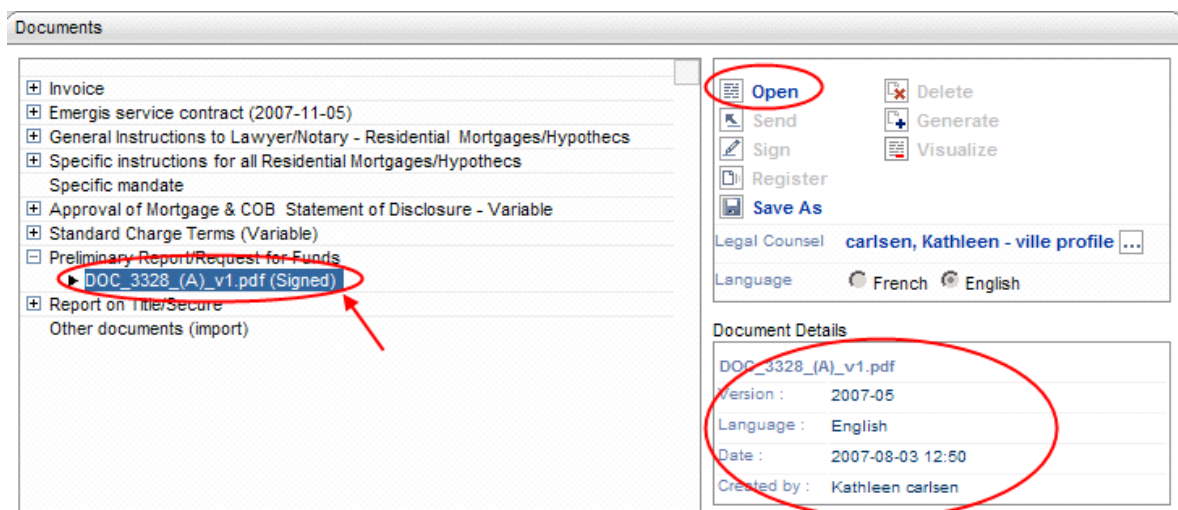 Documents
Invoice
Emergis service contract (2007-11-05)
General Instructions to Lawyer/Notary - Residential Mortgages/Hypothecs
Specific instructions for all Residential Mortgages/Hypothecs
Specific mandate
Approval of Mortgage & COB Statement of Disclosure - Variable
Standard Charge Terms (Variable)
Preliminary Report/Request for Funds
DOC_3328_(A)_v1.pdf (Signed)
Report on Title/Secure
Other documents (import)
Open Delete
Send Generate
Sign Visualize
Register
Save As
Legal Counsel carlsen, Kathleen - ville profile ...
Language French English
Document Details
DOC_3328_(A)_v1.pdf
Version : 2007-05
Language : English
Date : 2007-08-03 12:50
Created by : Kathleen carlsen